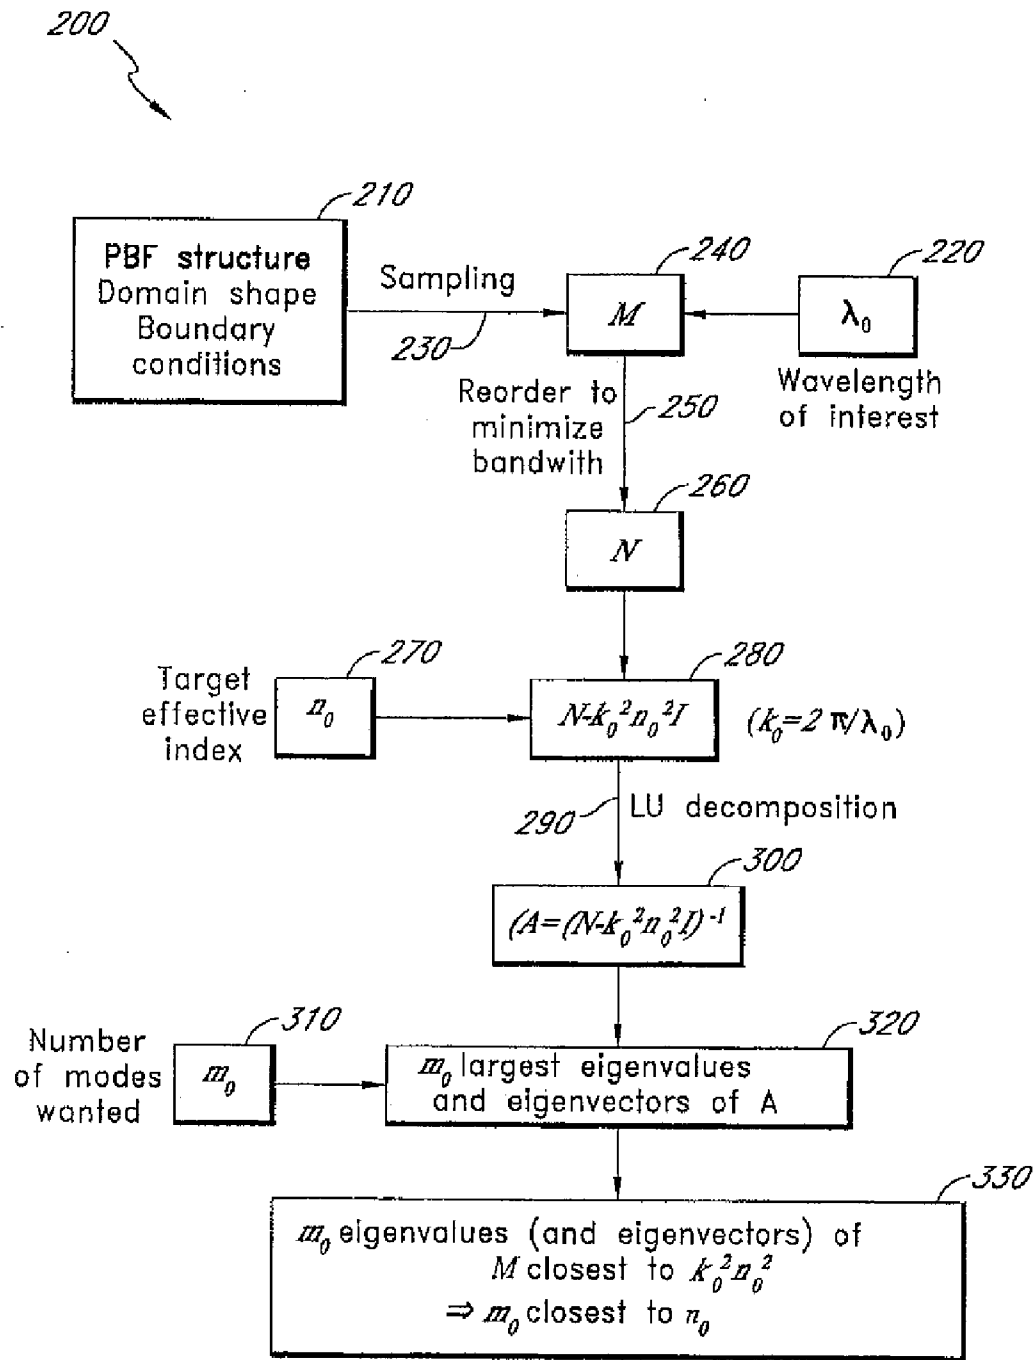 200
210
PBF structure
Domain shape
Boundary
conditions
Sampling
230
240
M
220
λ₀
Wavelength
of interest
Reorder to
minimize
bandwith
250
260
N
Target
effective
index
270
n₀
280
N-k₀²n₀²I
(k₀=2 π/λ₀)
290
LU decomposition
300
(A=(N-k₀²n₀²I)⁻¹
Number
of modes
wanted
310
m₀
320
m₀ largest eigenvalues
and eigenvectors of A
330
m₀ eigenvalues (and eigenvectors) of
M closest to k₀²n₀²
⇒ m₀ closest to n₀